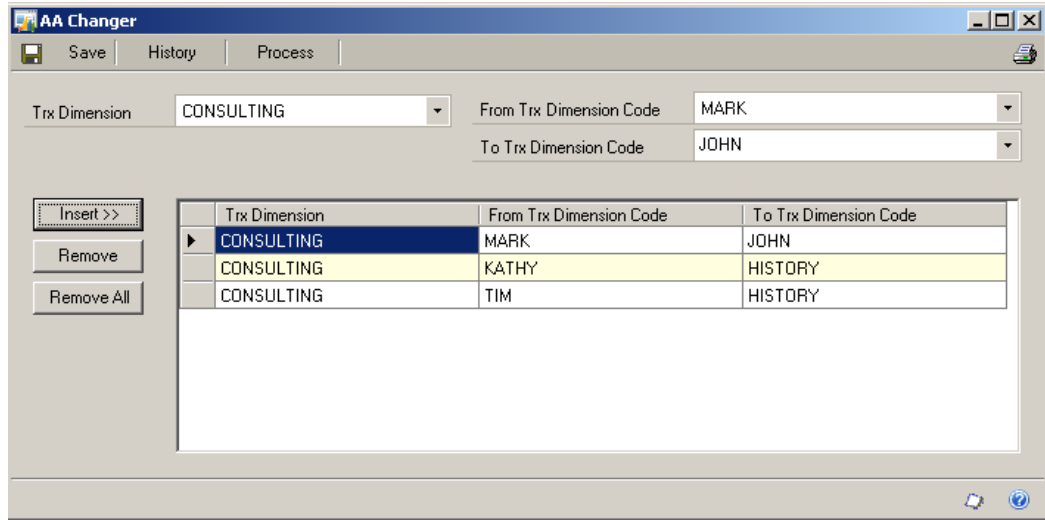 AA Changer
Save History Process
Trx Dimension CONSULTING From Trx Dimension Code MARK
To Trx Dimension Code JOHN
Insert >>
Remove
Remove All
Trx Dimension From Trx Dimension Code To Trx Dimension Code
CONSULTING MARK JOHN
CONSULTING KATHY HISTORY
CONSULTING TIM HISTORY